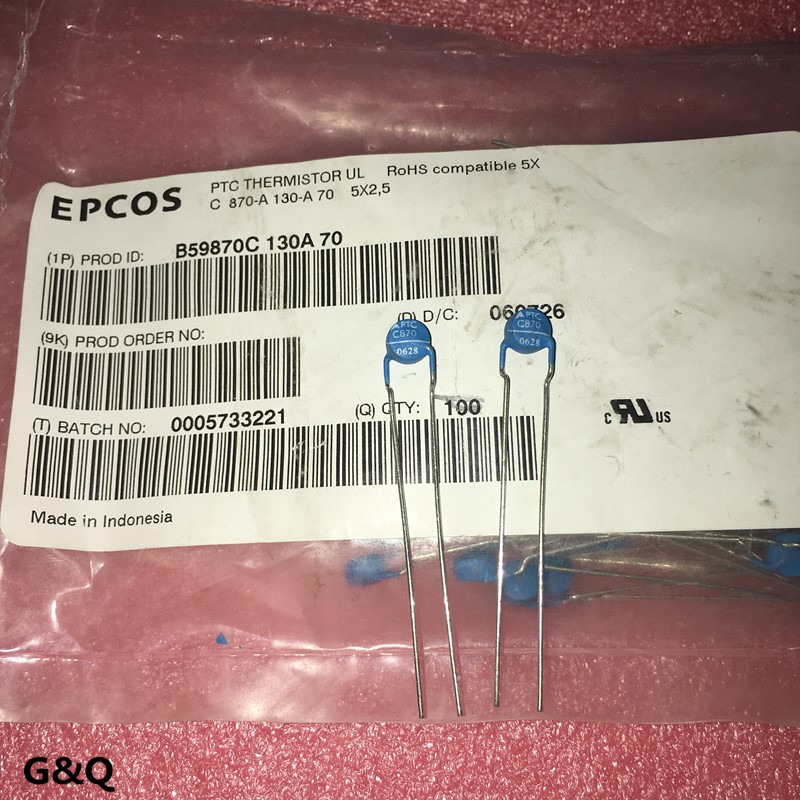 EPCOS
PTC THERMISTOR UL RoHS compatible 5X
C 870-A 130-A 70 5X2,5
(1P) PROD ID: B59870C 130A 70
(D) D/C:
(9K) PROD ORDER NO:
(T) BATCH NO: 0005733221
(Q) QTY: 100
C US
Made in Indonesia
PTC
C870
0628
PTC
C870
0628
G&Q